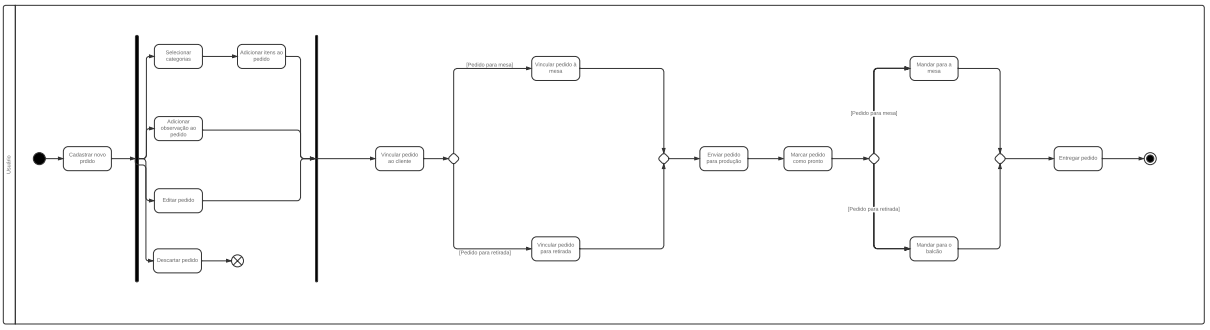 Usuário
Cadastrar novo
prdido
Selecionar
categorias
Adicionar itens ao
pedido
Adicionar
observação ao
pedido
Editar pedido
Descartar pedido
Vincular pedido
ao cliente
[Pedido para mesa]
Vincular pedido à
mesa
[Pedido para retirada]
Vincular pedido
para retirada
Enviar pedido
para produção
Marcar pedido
como pronto
[Pedido para mesa]
Mandar para a
mesa
[Pedido para retirada]
Mandar para o
balcão
Entregar pedido